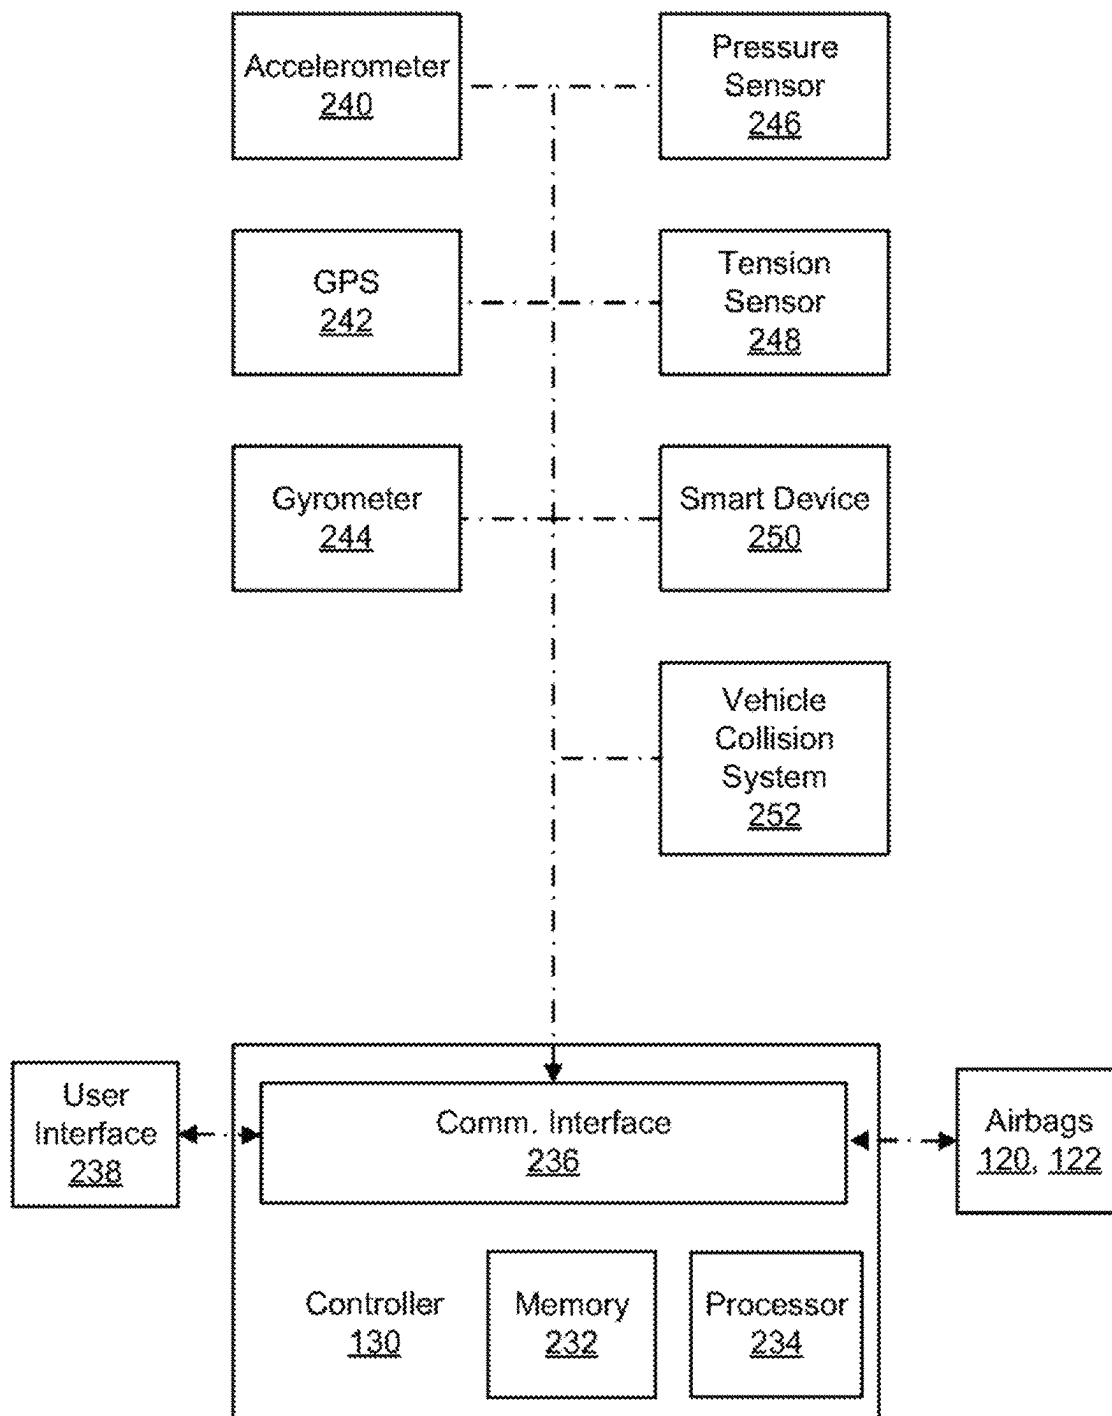 Accelerometer
240
Pressure
Sensor
246
GPS
242
Tension
Sensor
248
Gyrometer
244
Smart Device
250
Vehicle
Collision
System
252
User
Interface
238
Comm. Interface
236
Airbags
120, 122
Controller
130
Memory
232
Processor
234